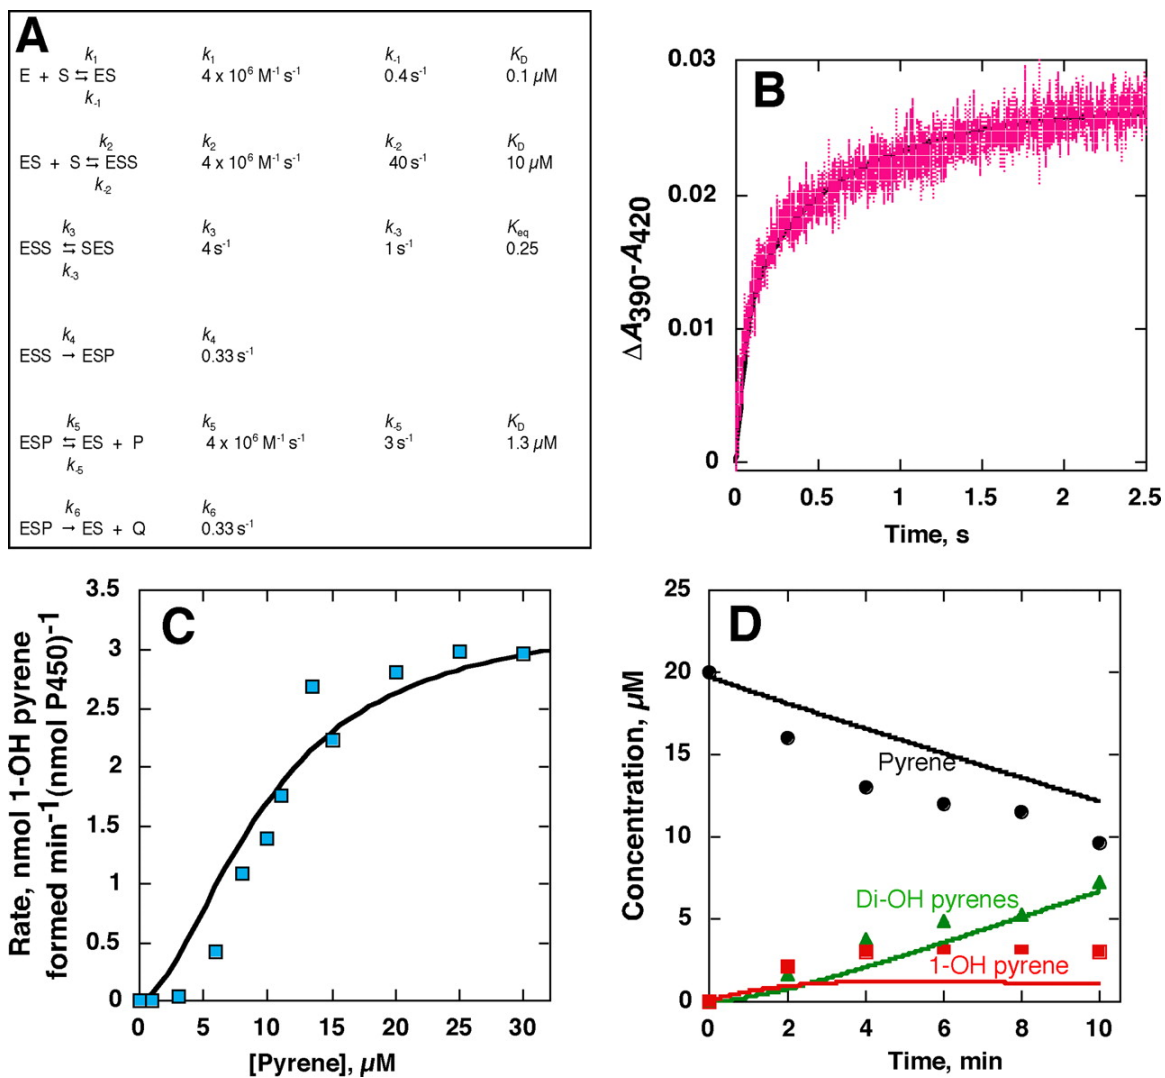 A
k1 k1 k-1 KD
E + S ⇆ ES 4 x 10⁶ M⁻¹ s⁻¹ 0.4 s⁻¹ 0.1 µM
k-1
k2 k2 k-2 KD
ES + S ⇆ ESS 4 x 10⁶ M⁻¹ s⁻¹ 40 s⁻¹ 10 µM
k-2
k3 k3 k-3 Keq
ESS ⇆ SES 4 s⁻¹ 1 s⁻¹ 0.25
k-3
k4 k4
ESS → ESP 0.33 s⁻¹
k5 k5 k-5 KD
ESP ⇆ ES + P 4 x 10⁶ M⁻¹ s⁻¹ 3 s⁻¹ 1.3 µM
k-5
k6 k6
ESP → ES + Q 0.33 s⁻¹
B
ΔA390-A420
0.03
0.02
0.01
0
0 0.5 1 1.5 2 2.5
Time, s
C
Rate, nmol 1-OH pyrene
formed min⁻¹(nmol P450)⁻¹
3.5
3
2.5
2
1.5
1
0.5
0
0 5 10 15 20 25 30
[Pyrene], µM
D
Concentration, µM
25
20
15
10
5
0
Pyrene
Di-OH pyrenes
1-OH pyrene
0 2 4 6 8 10
Time, min